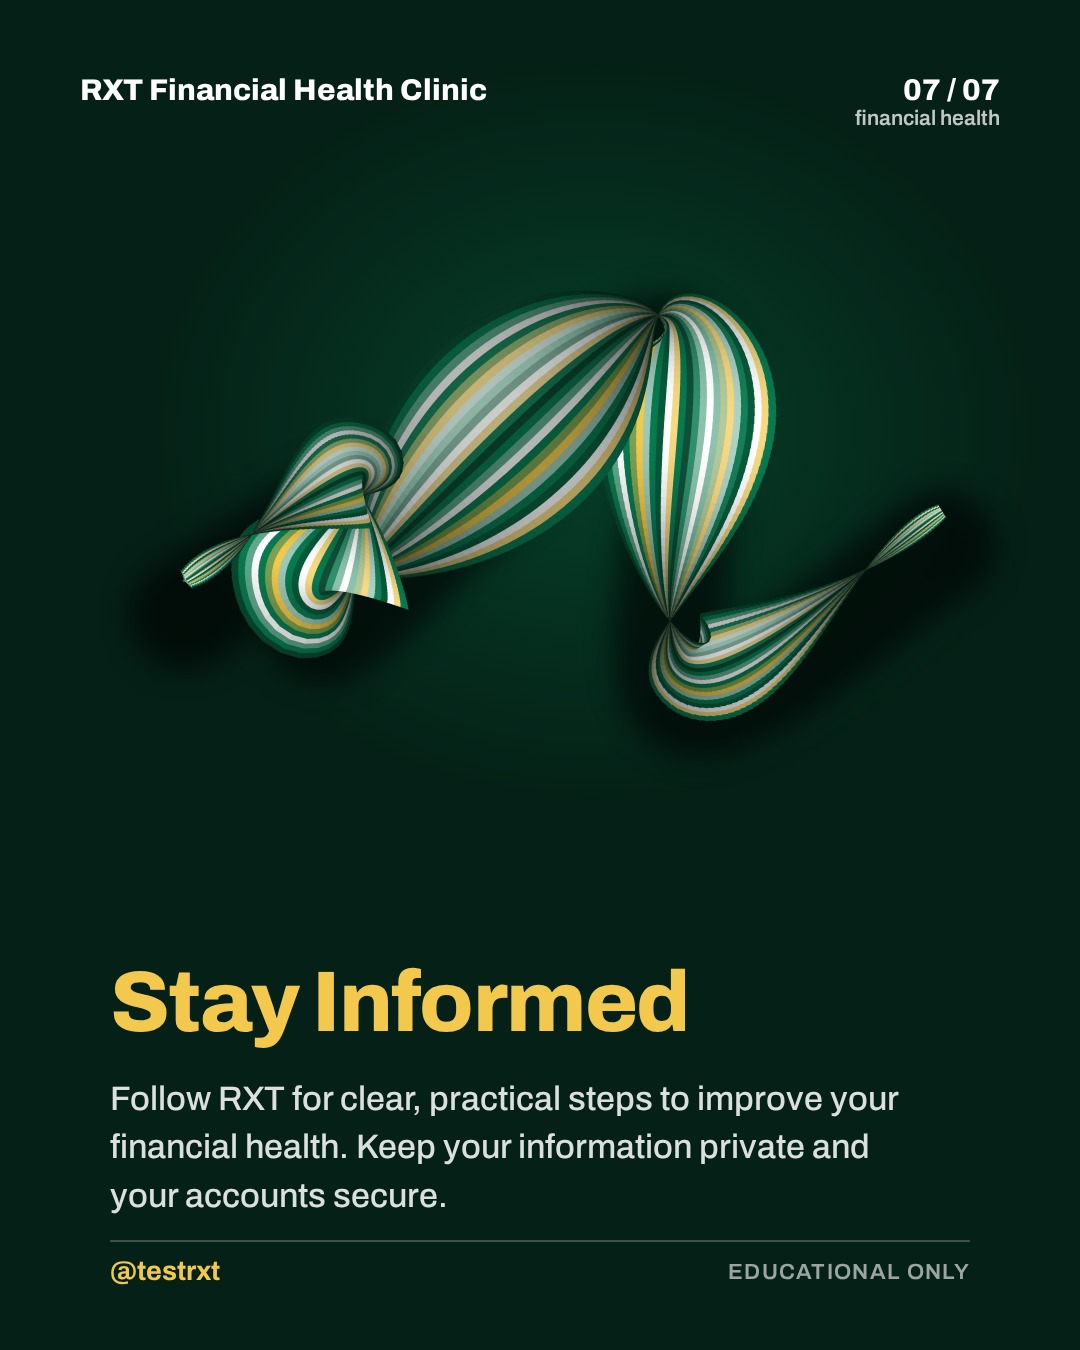 RXT Financial Health Clinic
07 / 07
financial health
Stay Informed
Follow RXT for clear, practical steps to improve your
financial health. Keep your information private and
your accounts secure.
@testrxt
EDUCATIONAL ONLY